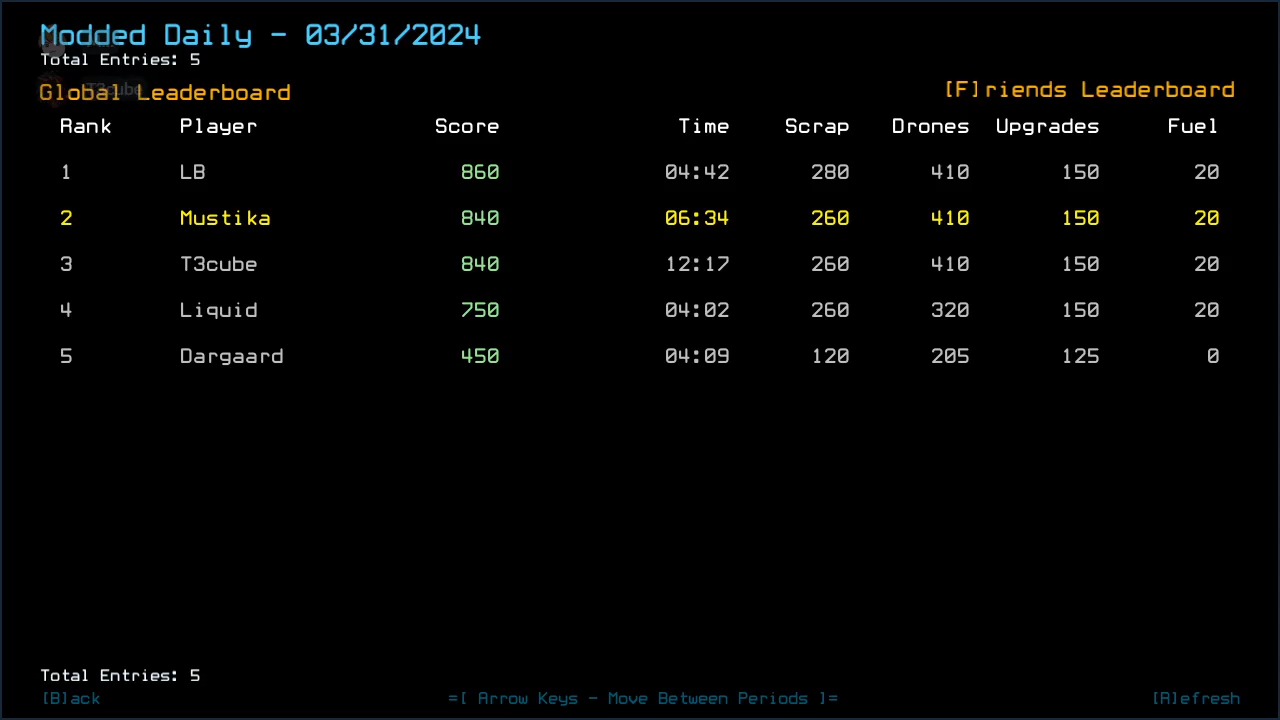 Modded Daily - 03/31/2024
Total Entries: 5
T3cube
Global Leaderboard [F]riends Leaderboard
Rank Player Score Time Scrap Drones Upgrades Fuel
1 LB 860 04:42 280 410 150 20
2 Mustika 840 06:34 260 410 150 20
3 T3cube 840 12:17 260 410 150 20
4 Liquid 750 04:02 260 320 150 20
5 Dargaard 450 04:09 120 205 125 0
Total Entries: 5
[B]ack =[ Arrow Keys - Move Between Periods ]= [R]efresh